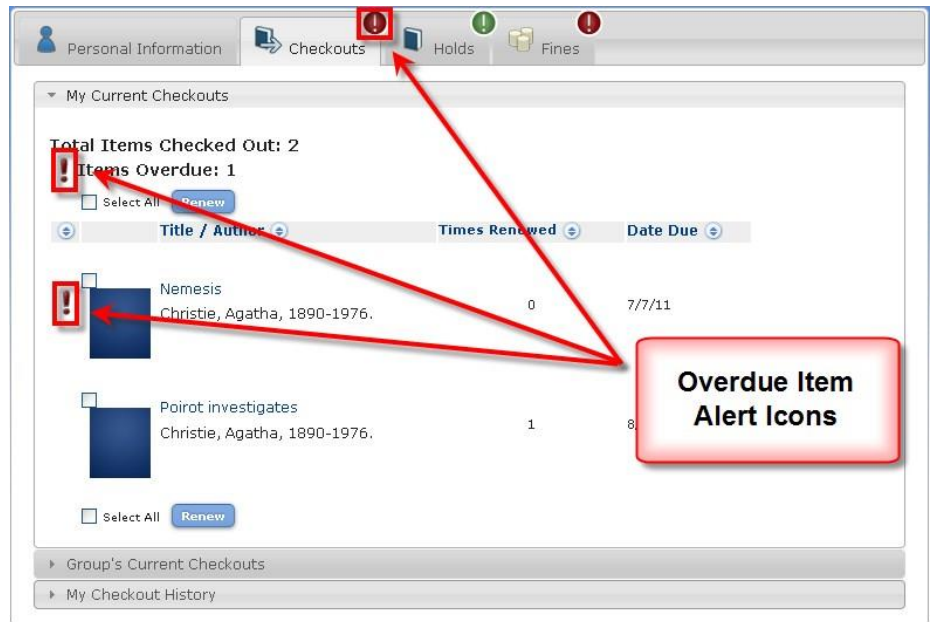 Personal Information Checkouts Holds Fines
My Current Checkouts
Total Items Checked Out: 2
Items Overdue: 1
Select All Renew
Title / Author Times Renewed Date Due
Nemesis
Christie, Agatha, 1890-1976. 0 7/7/11
Overdue Item
Alert Icons
Poirot investigates
Christie, Agatha, 1890-1976. 1
Select All Renew
Group's Current Checkouts
My Checkout History